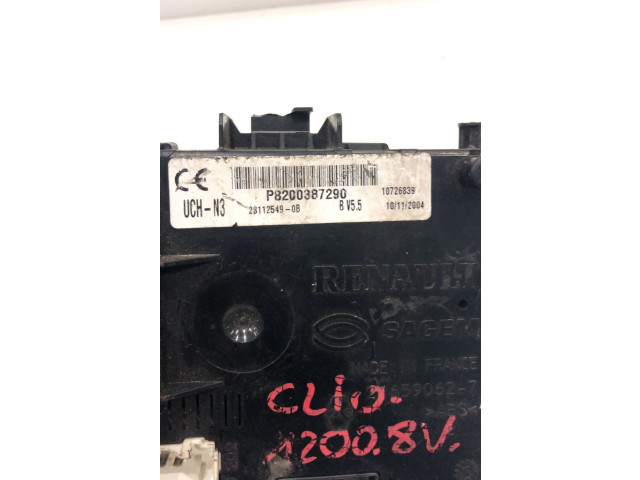 CE
P8200387290
10726839
UCH-N3
28112549-0B
B V5.5
10/11/2004
RENAULT
SAGEM
MADE IN FRANCE
CLIO.
1200.8V.